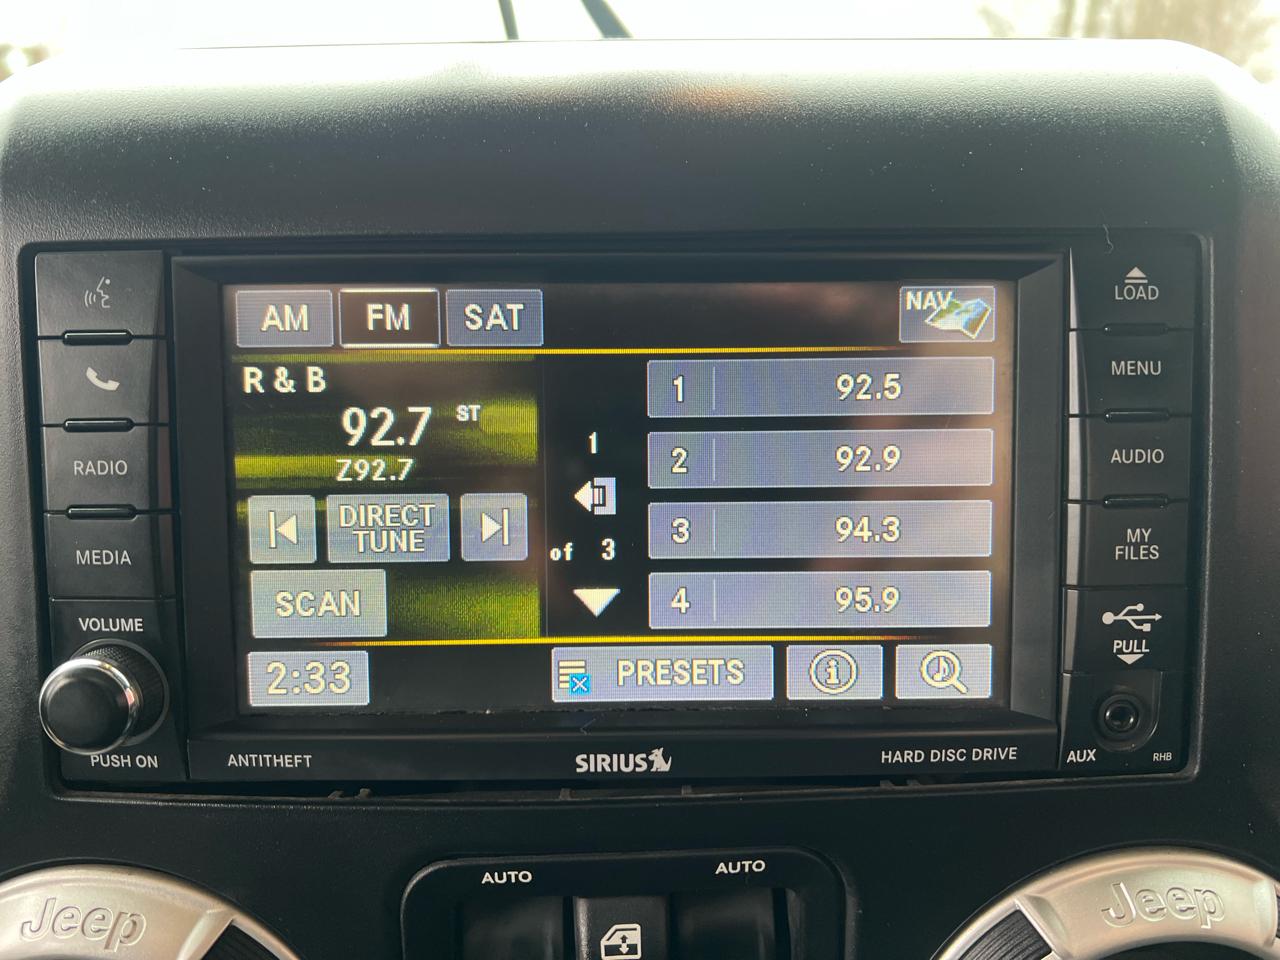 AM FM SAT NAV
R & B
92.7 ST
Z92.7
DIRECT
TUNE
SCAN
2:33
1
of 3
1 92.5
2 92.9
3 94.3
4 95.9
PRESETS
i
RADIO
MEDIA
VOLUME
PUSH ON
LOAD
MENU
AUDIO
MY
FILES
PULL
AUX
RHB
ANTITHEFT
SIRIUS
HARD DISC DRIVE
AUTO
AUTO
Jeep
Jeep